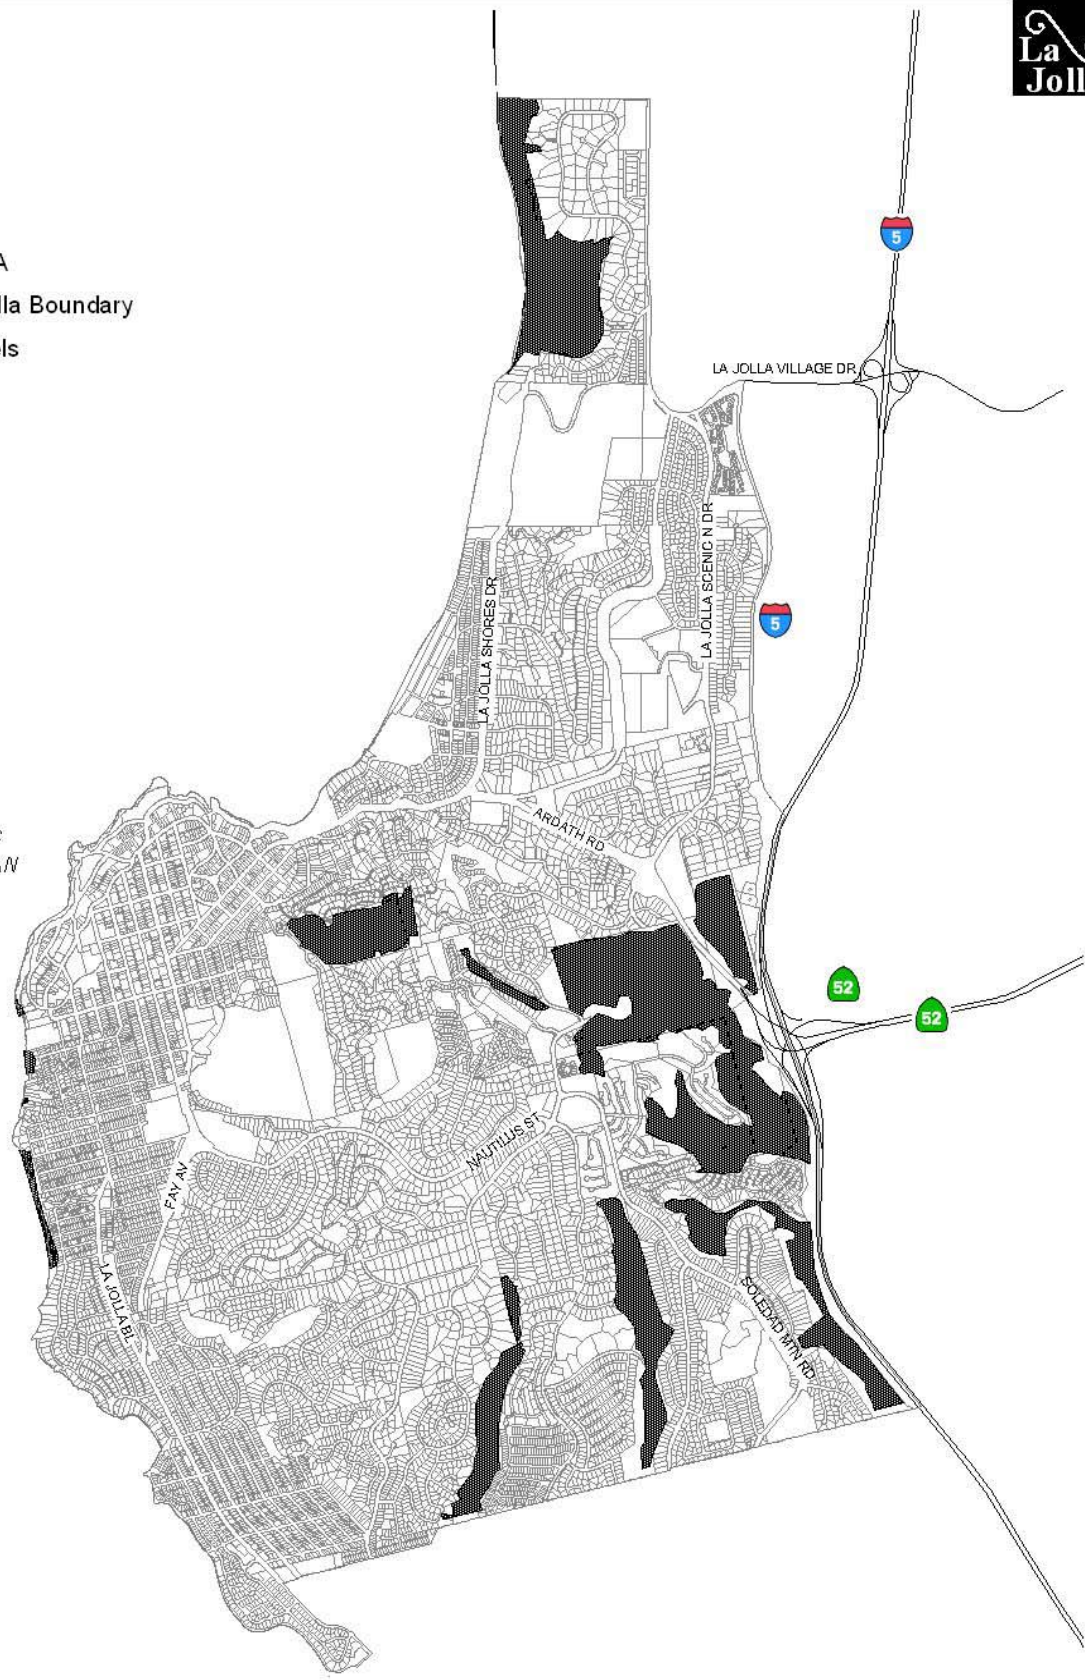 La
Joll
5
A
lla Boundary
els
LA JOLLA VILLAGE DR
LA JOLLA SCENIC N DR
LA JOLLA SHORES DR
5
ARDATH RD
52
52
NAUTILUS ST
FAY AV
LA JOLLA BL
SOLEDAD MTN RD